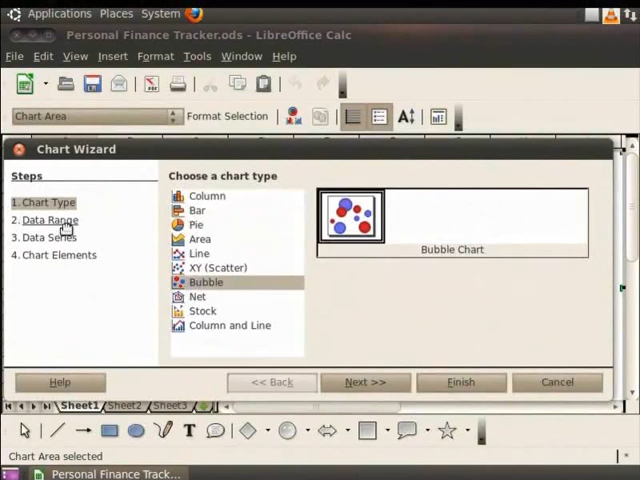 Applications Places System
Personal Finance Tracker.ods - LibreOffice Calc
File Edit View Insert Format Tools Window Help
Chart Area Format Selection
Chart Wizard
Steps
1. Chart Type
2. Data Range
3. Data Series
4. Chart Elements
Choose a chart type
Column
Bar
Pie
Area
Line
XY (Scatter)
Bubble
Net
Stock
Column and Line
Bubble Chart
Help << Back Next >> Finish Cancel
Sheet1 Sheet2 Sheet3
Chart Area selected
Personal Finance Track...